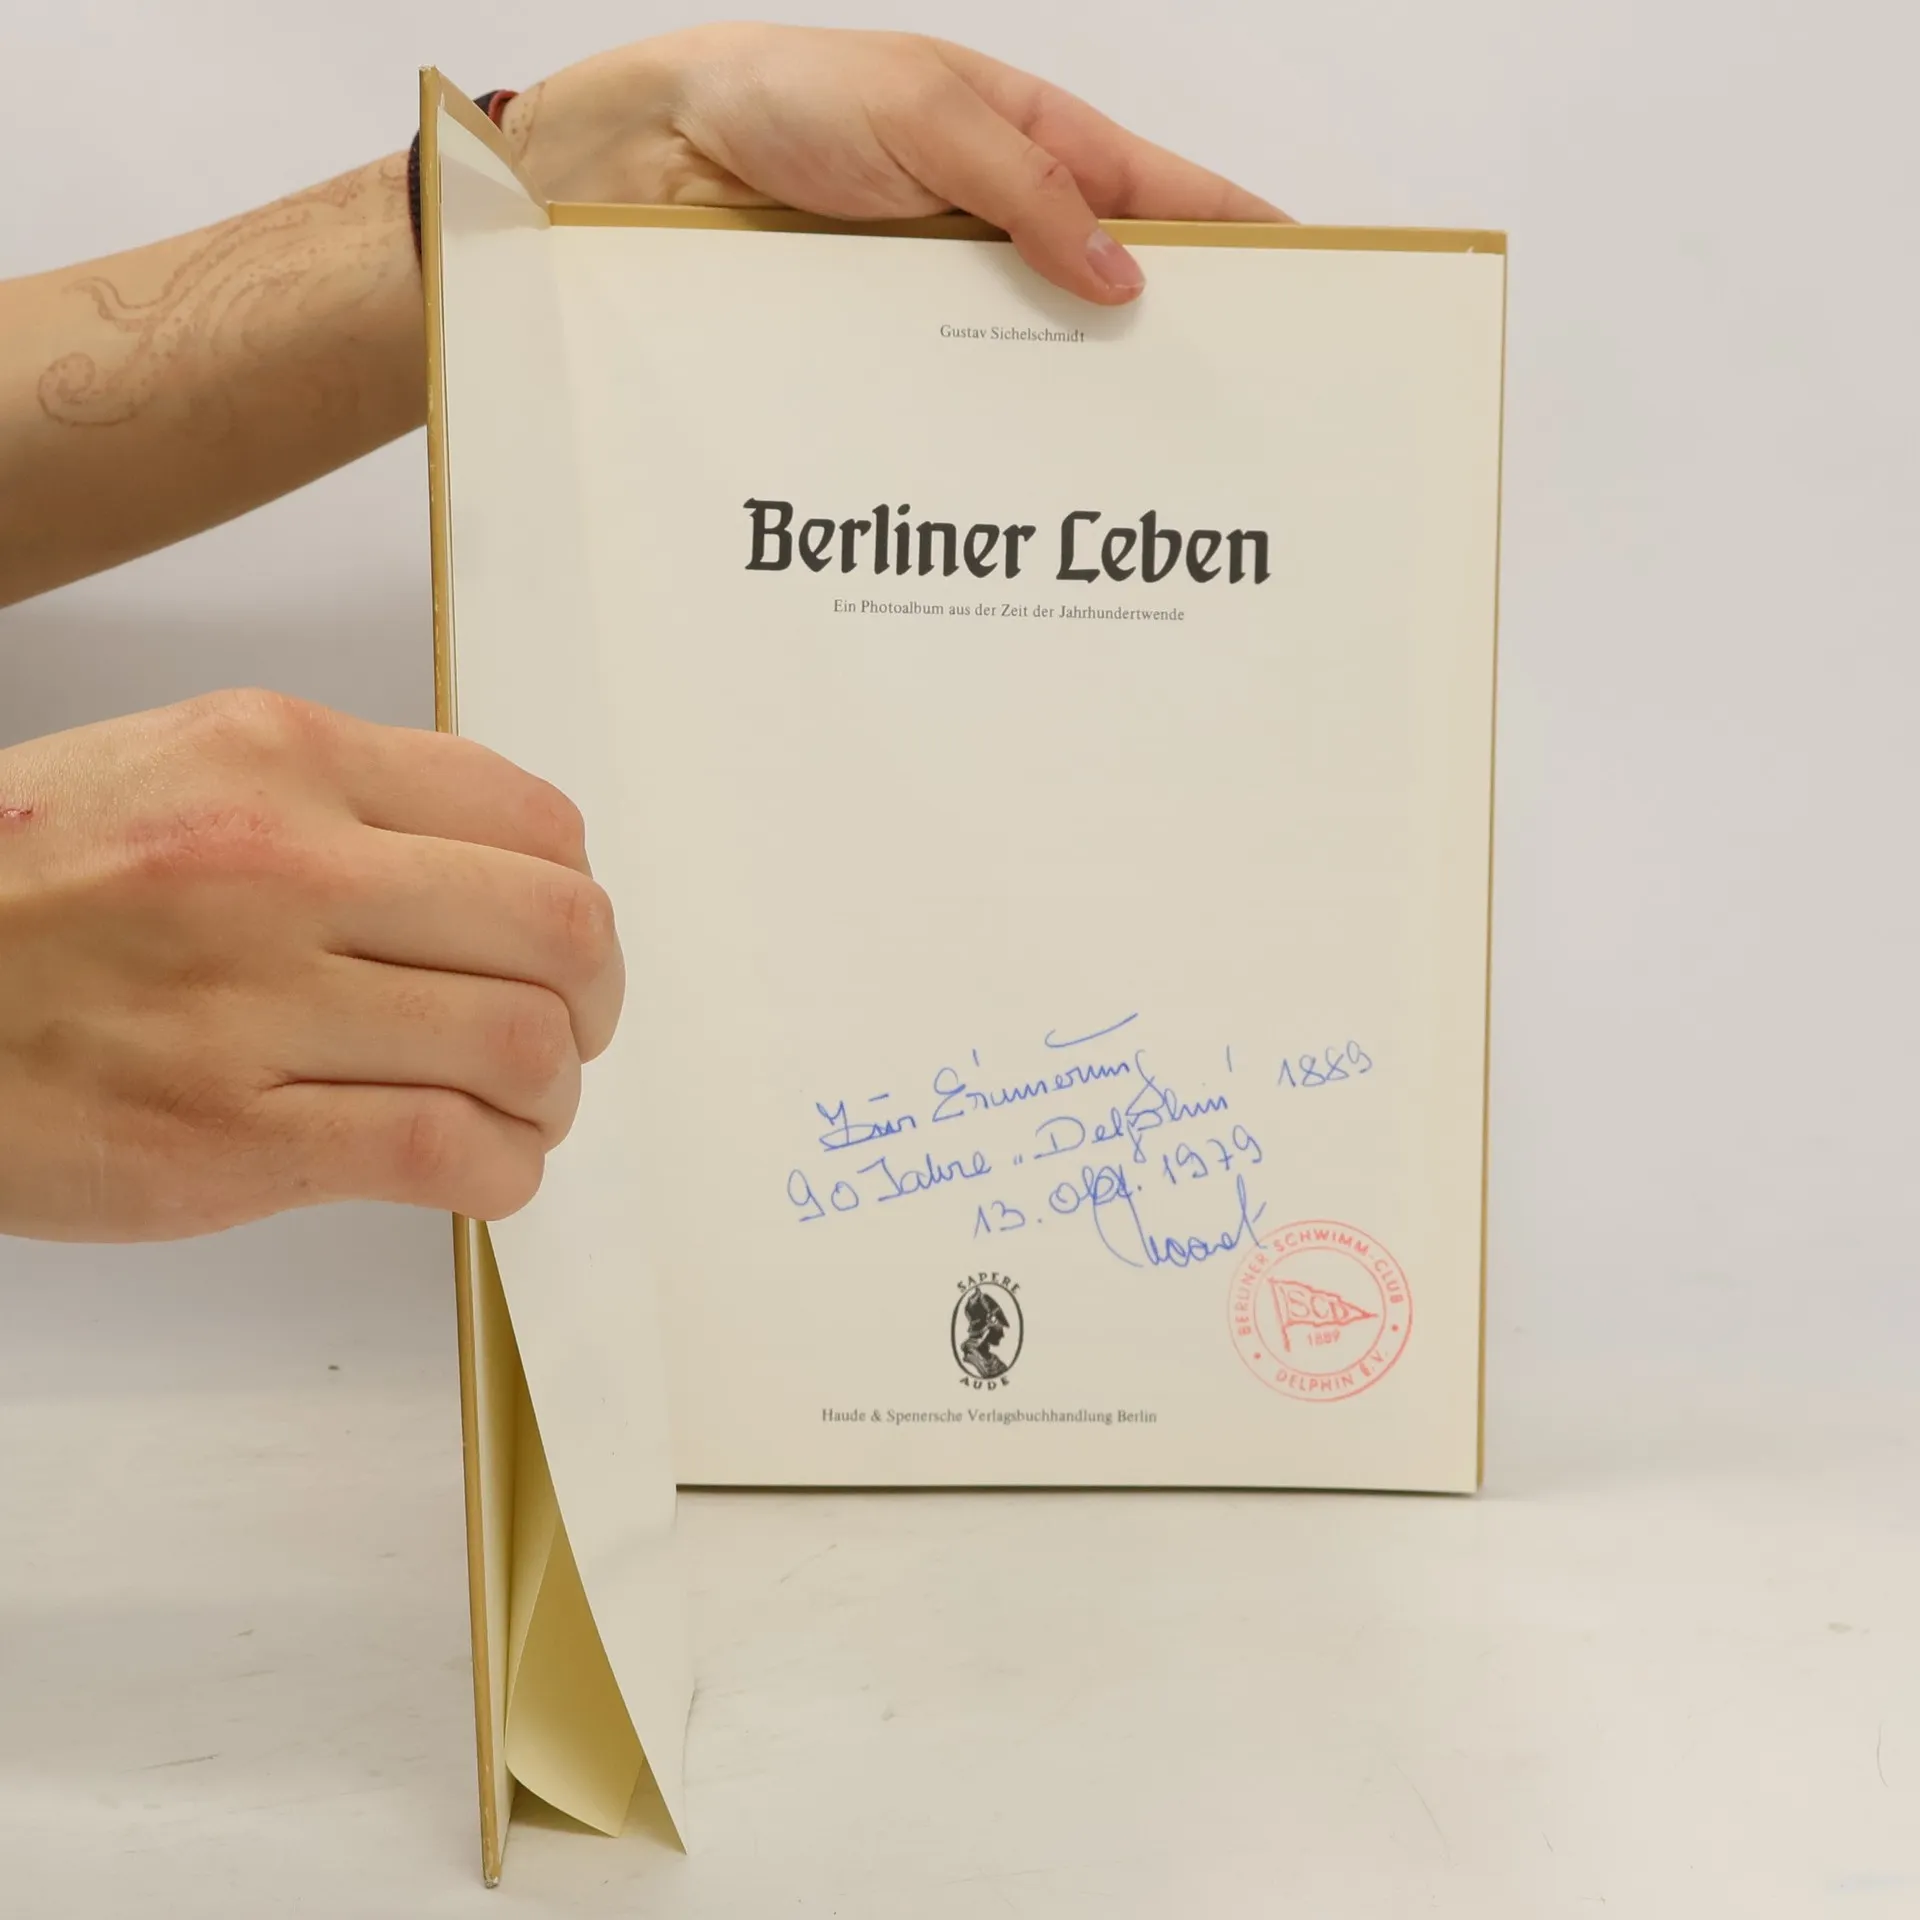 Gustav Sichelschmidt
Berliner Leben
Ein Photoalbum aus der Zeit der Jahrhundertwende
Zur Erinnerung
90 Jahre „Delphin" 1889
13. Okt. 1979
SAPERE
AUDE
BERLINER SCHWIMM-CLUB
SCD
1889
DELPHIN E.V.
Haude & Spenersche Verlagsbuchhandlung Berlin